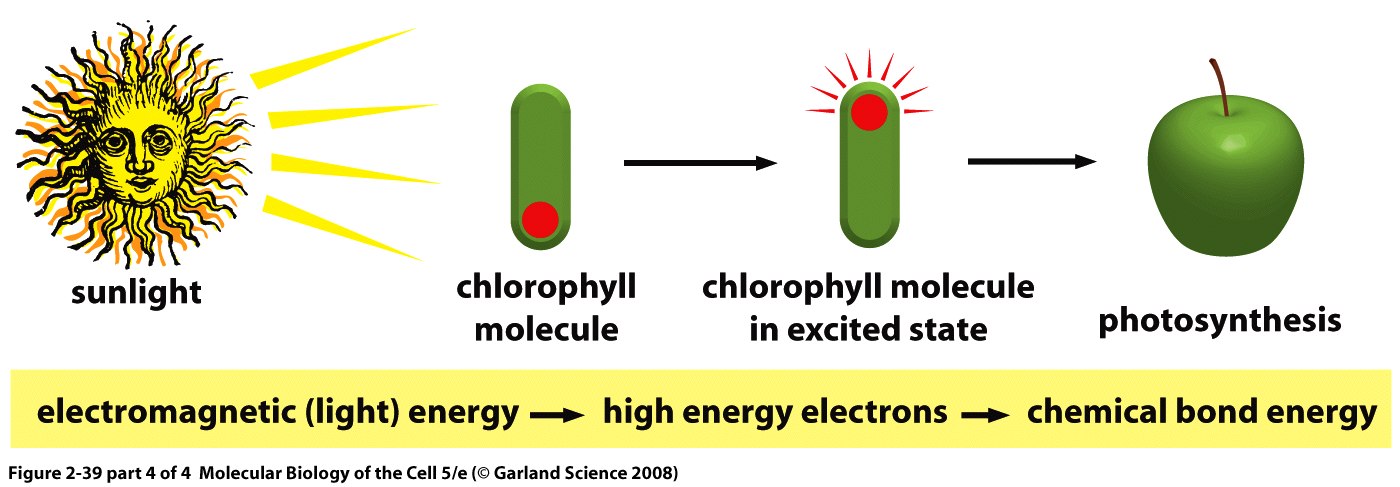 sunlight
chlorophyll
molecule
chlorophyll molecule
in excited state
photosynthesis
electromagnetic (light) energy → high energy electrons → chemical bond energy
Figure 2-39 part 4 of 4 Molecular Biology of the Cell 5/e (© Garland Science 2008)